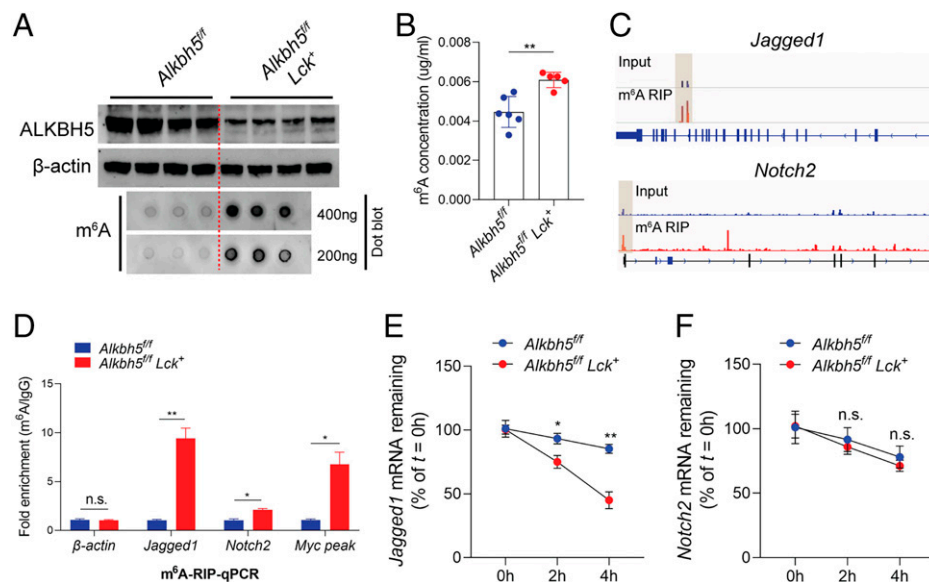 A
Alkbh5f/f
Alkbh5f/f
Lck+
ALKBH5
β-actin
m6A
400ng
200ng
Dot blot
B
**
m6A concentration (ug/ml)
0.008
0.006
0.004
0.002
0.000
Alkbh5f/f
Alkbh5f/f Lck+
C
Jagged1
Input
m6A RIP
Notch2
Input
m6A RIP
D
Alkbh5f/f
Alkbh5f/f Lck+
Fold enrichment (m6A/IgG)
15
10
5
0
n.s.
**
*
*
β-actin
Jagged1
Notch2
Myc peak
m6A-RIP-qPCR
E
Alkbh5f/f
Alkbh5f/f Lck+
Jagged1 mRNA remaining
(% of t = 0h)
150
100
50
0
*
**
0h
2h
4h
F
Alkbh5f/f
Alkbh5f/f Lck+
Notch2 mRNA remaining
(% of t = 0h)
150
100
50
0
n.s.
n.s.
0h
2h
4h